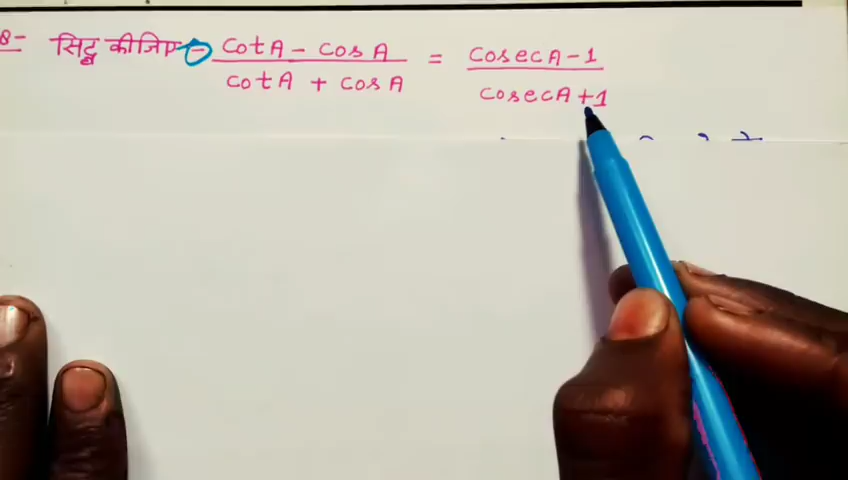 8- सिद्ध कीजिए - cotA - cosA / cotA + cosA = cosecA - 1 / cosecA + 1